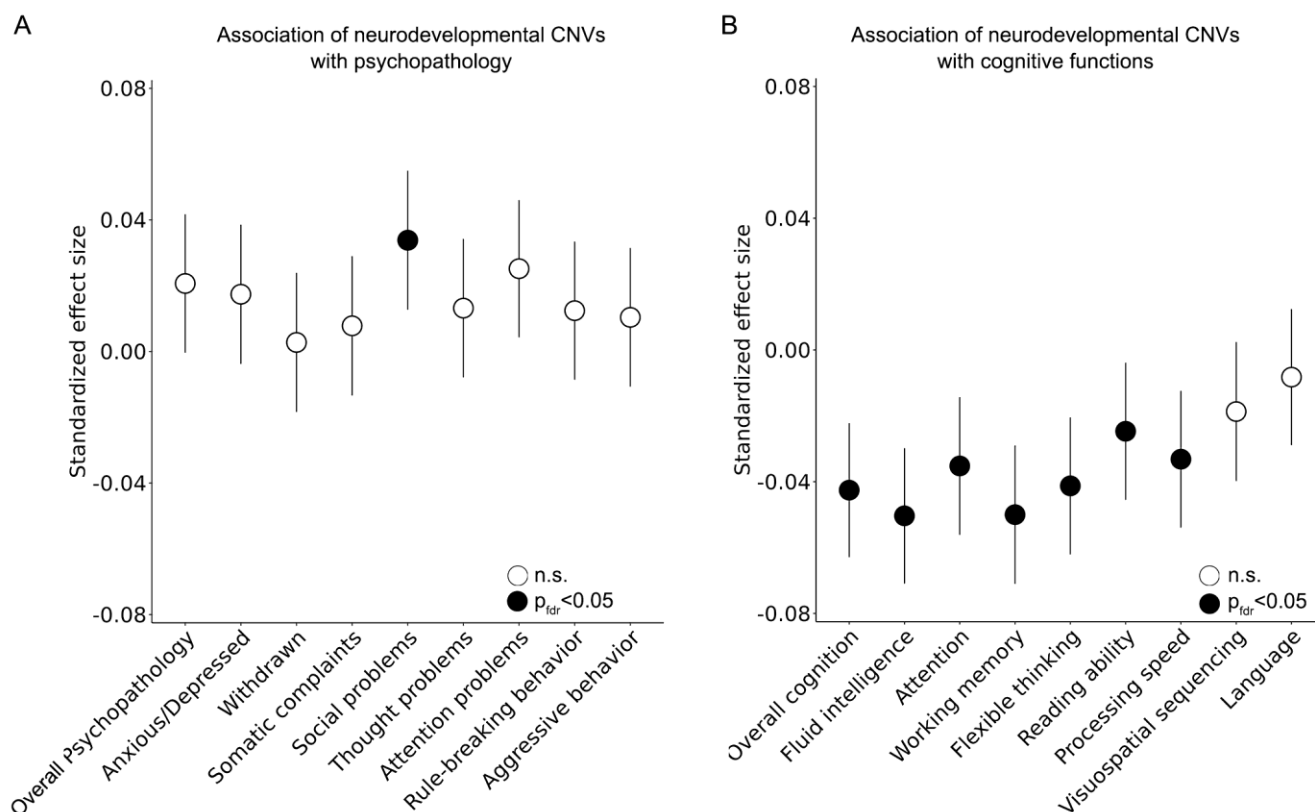 A
Association of neurodevelopmental CNVs
with psychopathology
Standardized effect size
0.08
0.04
0.00
-0.04
-0.08
n.s.
pfdr<0.05
Overall Psychopathology
Anxious/Depressed
Withdrawn
Somatic complaints
Social problems
Thought problems
Attention problems
Rule-breaking behavior
Aggressive behavior
B
Association of neurodevelopmental CNVs
with cognitive functions
Standardized effect size
0.08
0.04
0.00
-0.04
-0.08
n.s.
pfdr<0.05
Overall cognition
Fluid intelligence
Attention
Working memory
Flexible thinking
Reading ability
Processing speed
Visuospatial sequencing
Language